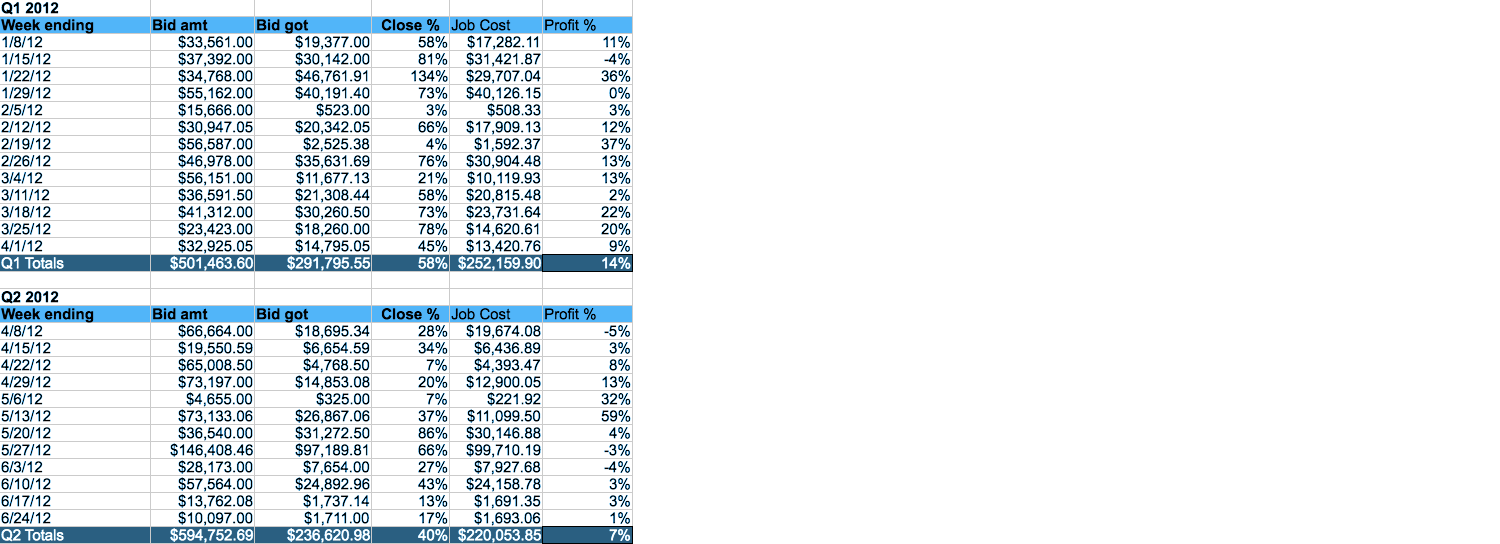 Q1 2012
Week ending Bid amt Bid got Close % Job Cost Profit %
1/8/12 $33,561.00 $19,377.00 58% $17,282.11 11%
1/15/12 $37,392.00 $30,142.00 81% $31,421.87 -4%
1/22/12 $34,768.00 $46,761.91 134% $29,707.04 36%
1/29/12 $55,162.00 $40,191.40 73% $40,126.15 0%
2/5/12 $15,666.00 $523.00 3% $508.33 3%
2/12/12 $30,947.05 $20,342.05 66% $17,909.13 12%
2/19/12 $56,587.00 $2,525.38 4% $1,592.37 37%
2/26/12 $46,978.00 $35,631.69 76% $30,904.48 13%
3/4/12 $56,151.00 $11,677.13 21% $10,119.93 13%
3/11/12 $36,591.50 $21,308.44 58% $20,815.48 2%
3/18/12 $41,312.00 $30,260.50 73% $23,731.64 22%
3/25/12 $23,423.00 $18,260.00 78% $14,620.61 20%
4/1/12 $32,925.05 $14,795.05 45% $13,420.76 9%
Q1 Totals $501,463.60 $291,795.55 58% $252,159.90 14%
Q2 2012
Week ending Bid amt Bid got Close % Job Cost Profit %
4/8/12 $66,664.00 $18,695.34 28% $19,674.08 -5%
4/15/12 $19,550.59 $6,654.59 34% $6,436.89 3%
4/22/12 $65,008.50 $4,768.50 7% $4,393.47 8%
4/29/12 $73,197.00 $14,853.08 20% $12,900.05 13%
5/6/12 $4,655.00 $325.00 7% $221.92 32%
5/13/12 $73,133.06 $26,867.06 37% $11,099.50 59%
5/20/12 $36,540.00 $31,272.50 86% $30,146.88 4%
5/27/12 $146,408.46 $97,189.81 66% $99,710.19 -3%
6/3/12 $28,173.00 $7,654.00 27% $7,927.68 -4%
6/10/12 $57,564.00 $24,892.96 43% $24,158.78 3%
6/17/12 $13,762.08 $1,737.14 13% $1,691.35 3%
6/24/12 $10,097.00 $1,711.00 17% $1,693.06 1%
Q2 Totals $594,752.69 $236,620.98 40% $220,053.85 7%